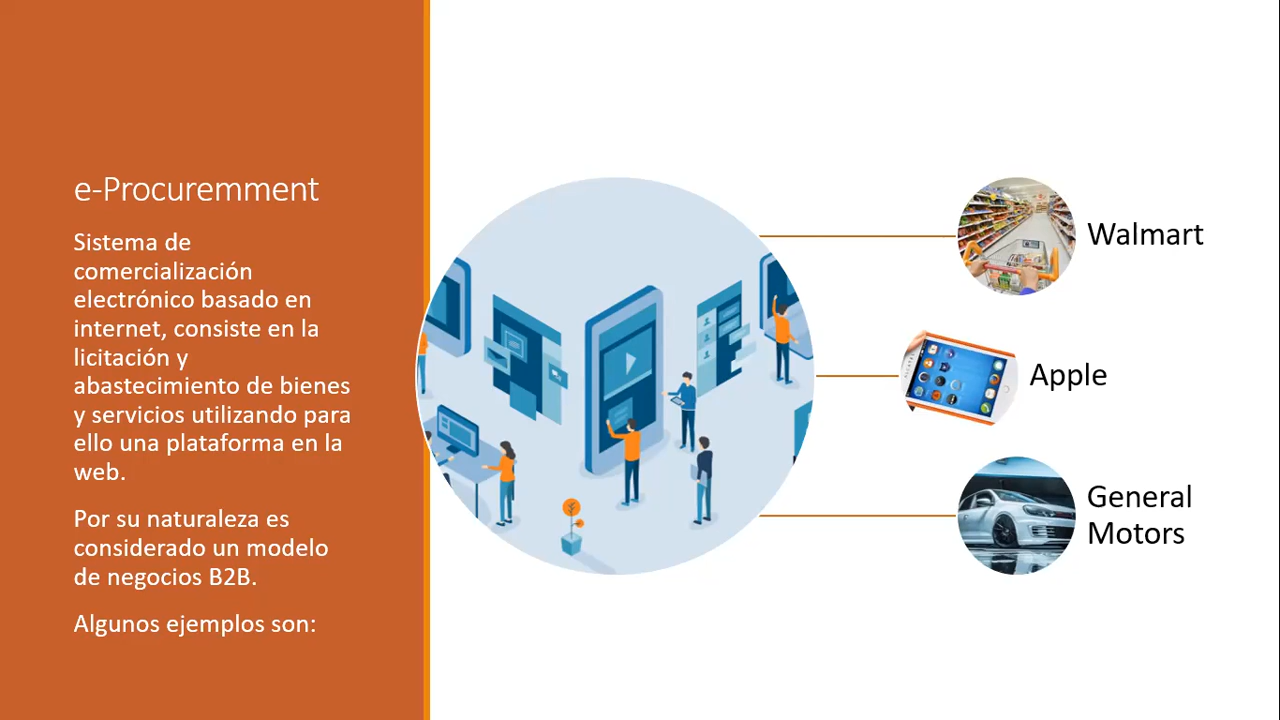 e-Procuremment
Sistema de
comercialización
electrónico basado en
internet, consiste en la
licitación y
abastecimiento de bienes
y servicios utilizando para
ello una plataforma en la
web.
Por su naturaleza es
considerado un modelo
de negocios B2B.
Algunos ejemplos son:
Walmart
Apple
General
Motors